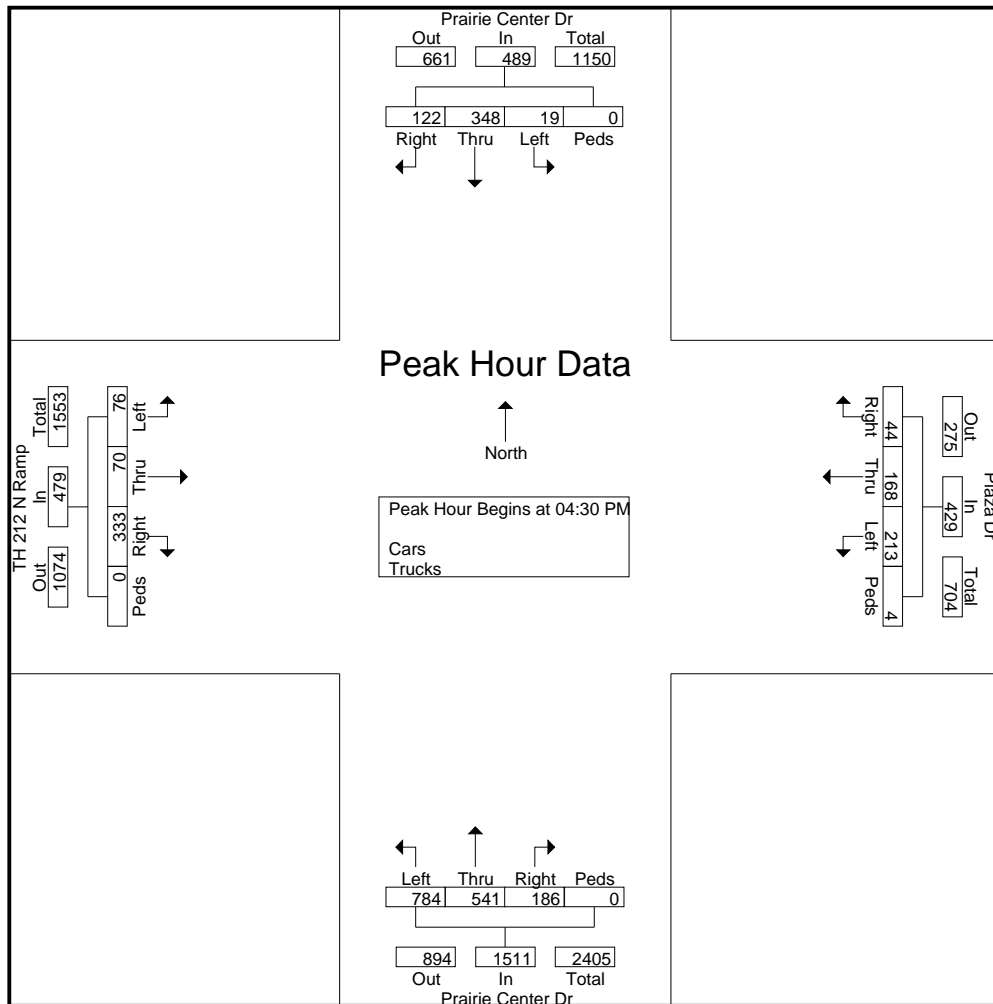 Prairie Center Dr
Out In Total
661 489 1150
122 348 19 0
Right Thru Left Peds
Peak Hour Data
North
Peak Hour Begins at 04:30 PM
Cars
Trucks
TH 212 N Ramp
Total In Out
1553 479 1074
76 70 333 0
Left Thru Right Peds
Plaza Dr
Out In Total
275 429 704
44 168 213 4
Right Thru Left Peds
Left Thru Right Peds
784 541 186 0
894 1511 2405
Out In Total
Prairie Center Dr